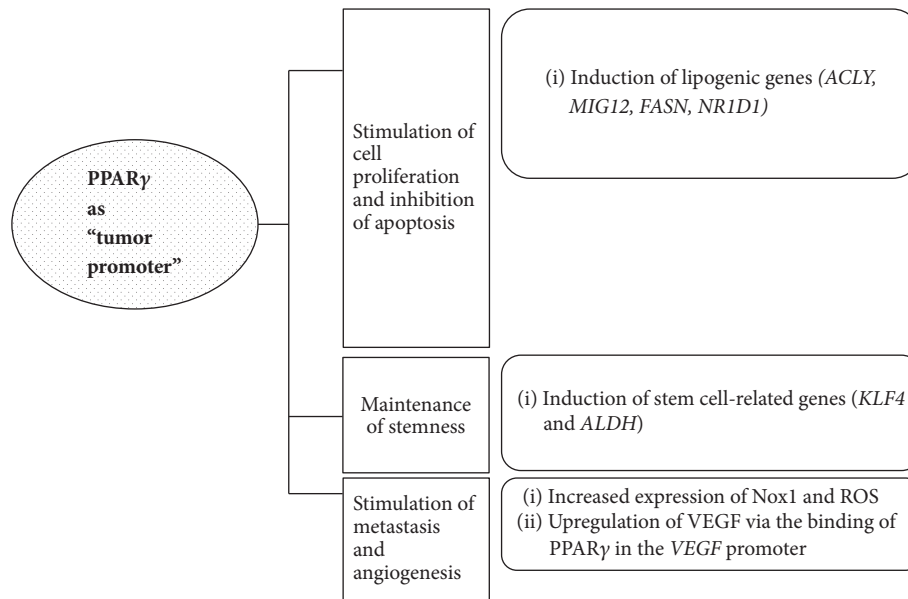 PPARγ
as
“tumor
promoter”
Stimulation of
cell
proliferation
and inhibition
of apoptosis
(i) Induction of lipogenic genes (ACLY,
MIG12, FASN, NR1D1)
Maintenance
of stemness
(i) Induction of stem cell-related genes (KLF4
and ALDH)
Stimulation of
metastasis
and
angiogenesis
(i) Increased expression of Nox1 and ROS
(ii) Upregulation of VEGF via the binding of
PPARγ in the VEGF promoter